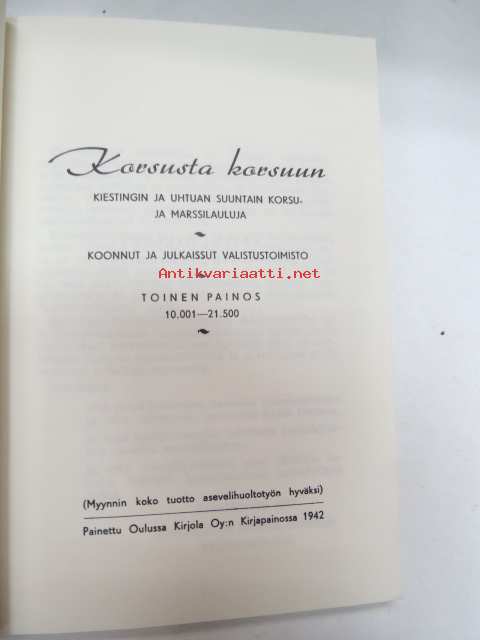 Korsusta korsuun
KIESTINGIN JA UHTUAN SUUNTAIN KORSU-
JA MARSSILAULUJA
KOONNUT JA JULKAISSUT VALISTUSTOIMISTO
Antikvariaatti.net
TOINEN PAINOS
10.001—21.500
(Myynnin koko tuotto asevelihuoltotyön hyväksi)
Painettu Oulussa Kirjola Oy:n Kirjapainossa 1942